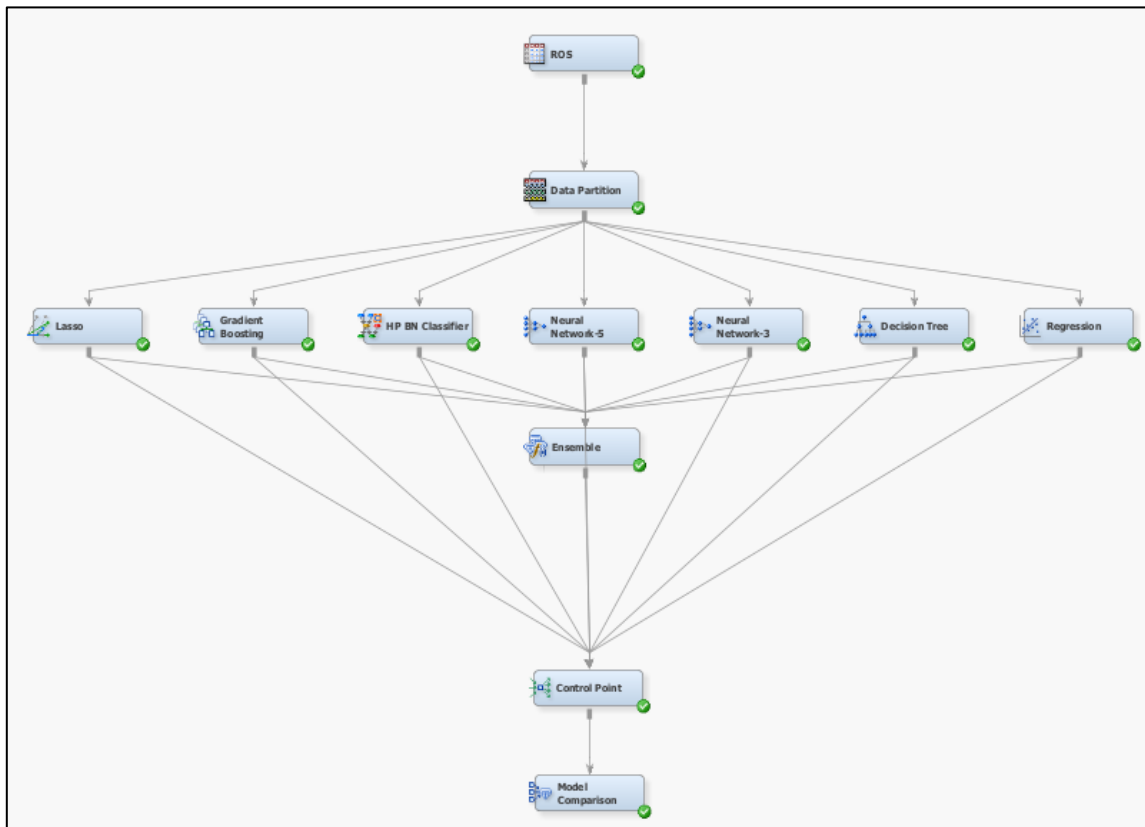 ROS
Data Partition
Lasso
Gradient
Boosting
HP BN Classifier
Neural
Network-5
Neural
Network-3
Decision Tree
Regression
Ensemble
Control Point
Model
Comparison